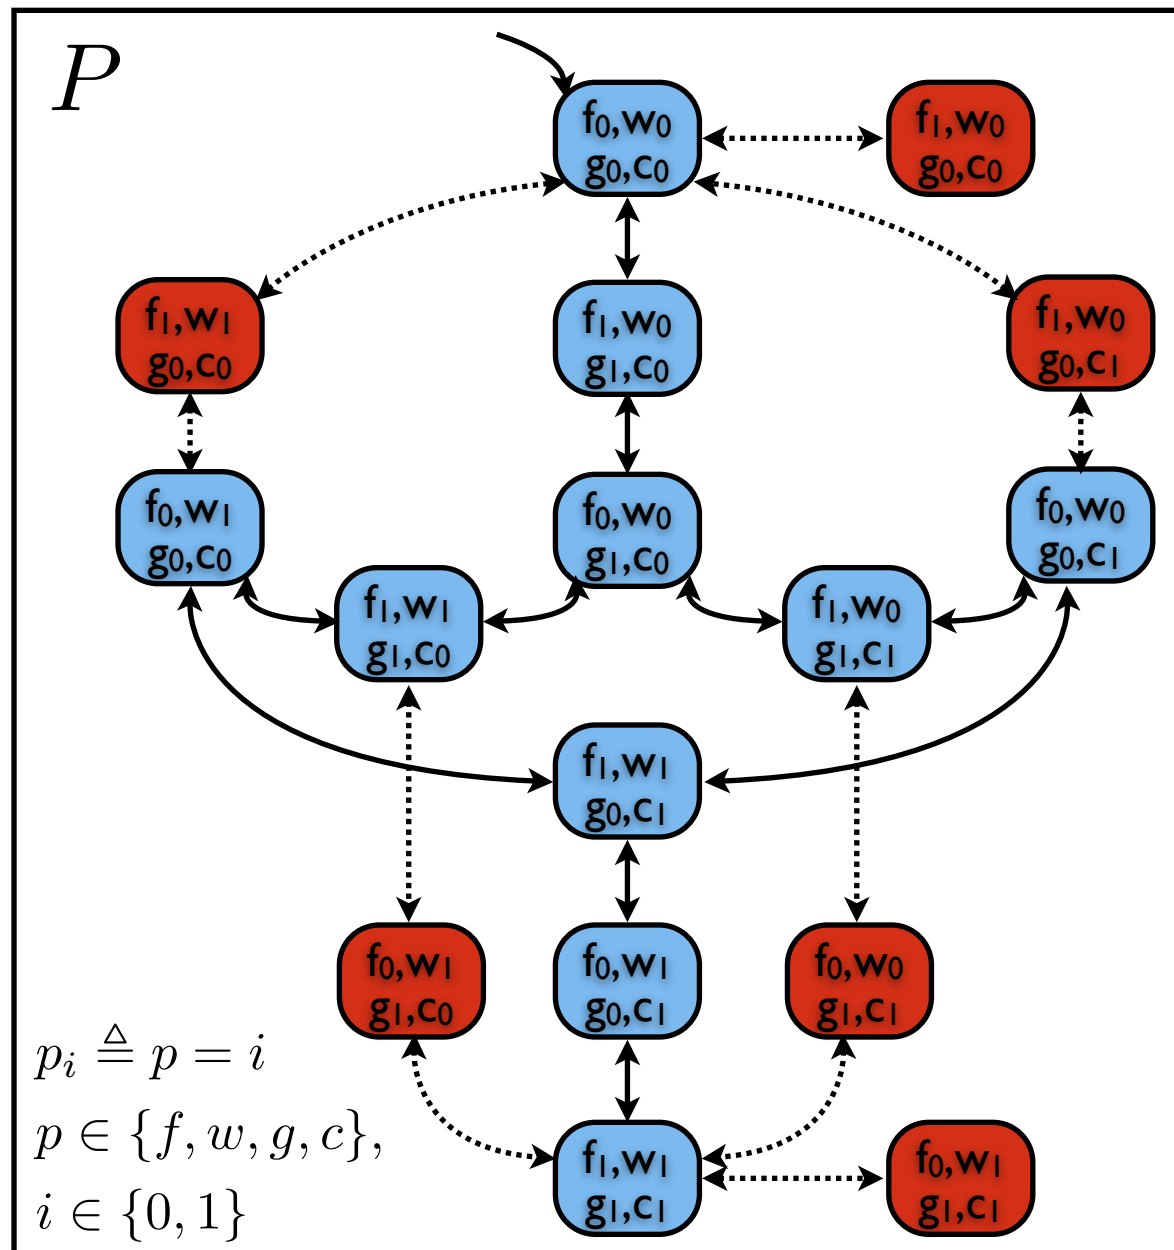 P
f₀,w₀
g₀,c₀
f₁,w₀
g₀,c₀
f₁,w₁
g₀,c₀
f₁,w₀
g₁,c₀
f₁,w₀
g₀,c₁
f₀,w₁
g₀,c₀
f₀,w₀
g₁,c₀
f₀,w₀
g₀,c₁
f₁,w₁
g₁,c₀
f₁,w₀
g₁,c₁
f₁,w₁
g₀,c₁
f₀,w₁
g₁,c₀
f₀,w₁
g₀,c₁
f₀,w₀
g₁,c₁
f₁,w₁
g₁,c₁
f₀,w₁
g₁,c₁
pᵢ ≜ p = i
p ∈ {f, w, g, c},
i ∈ {0, 1}